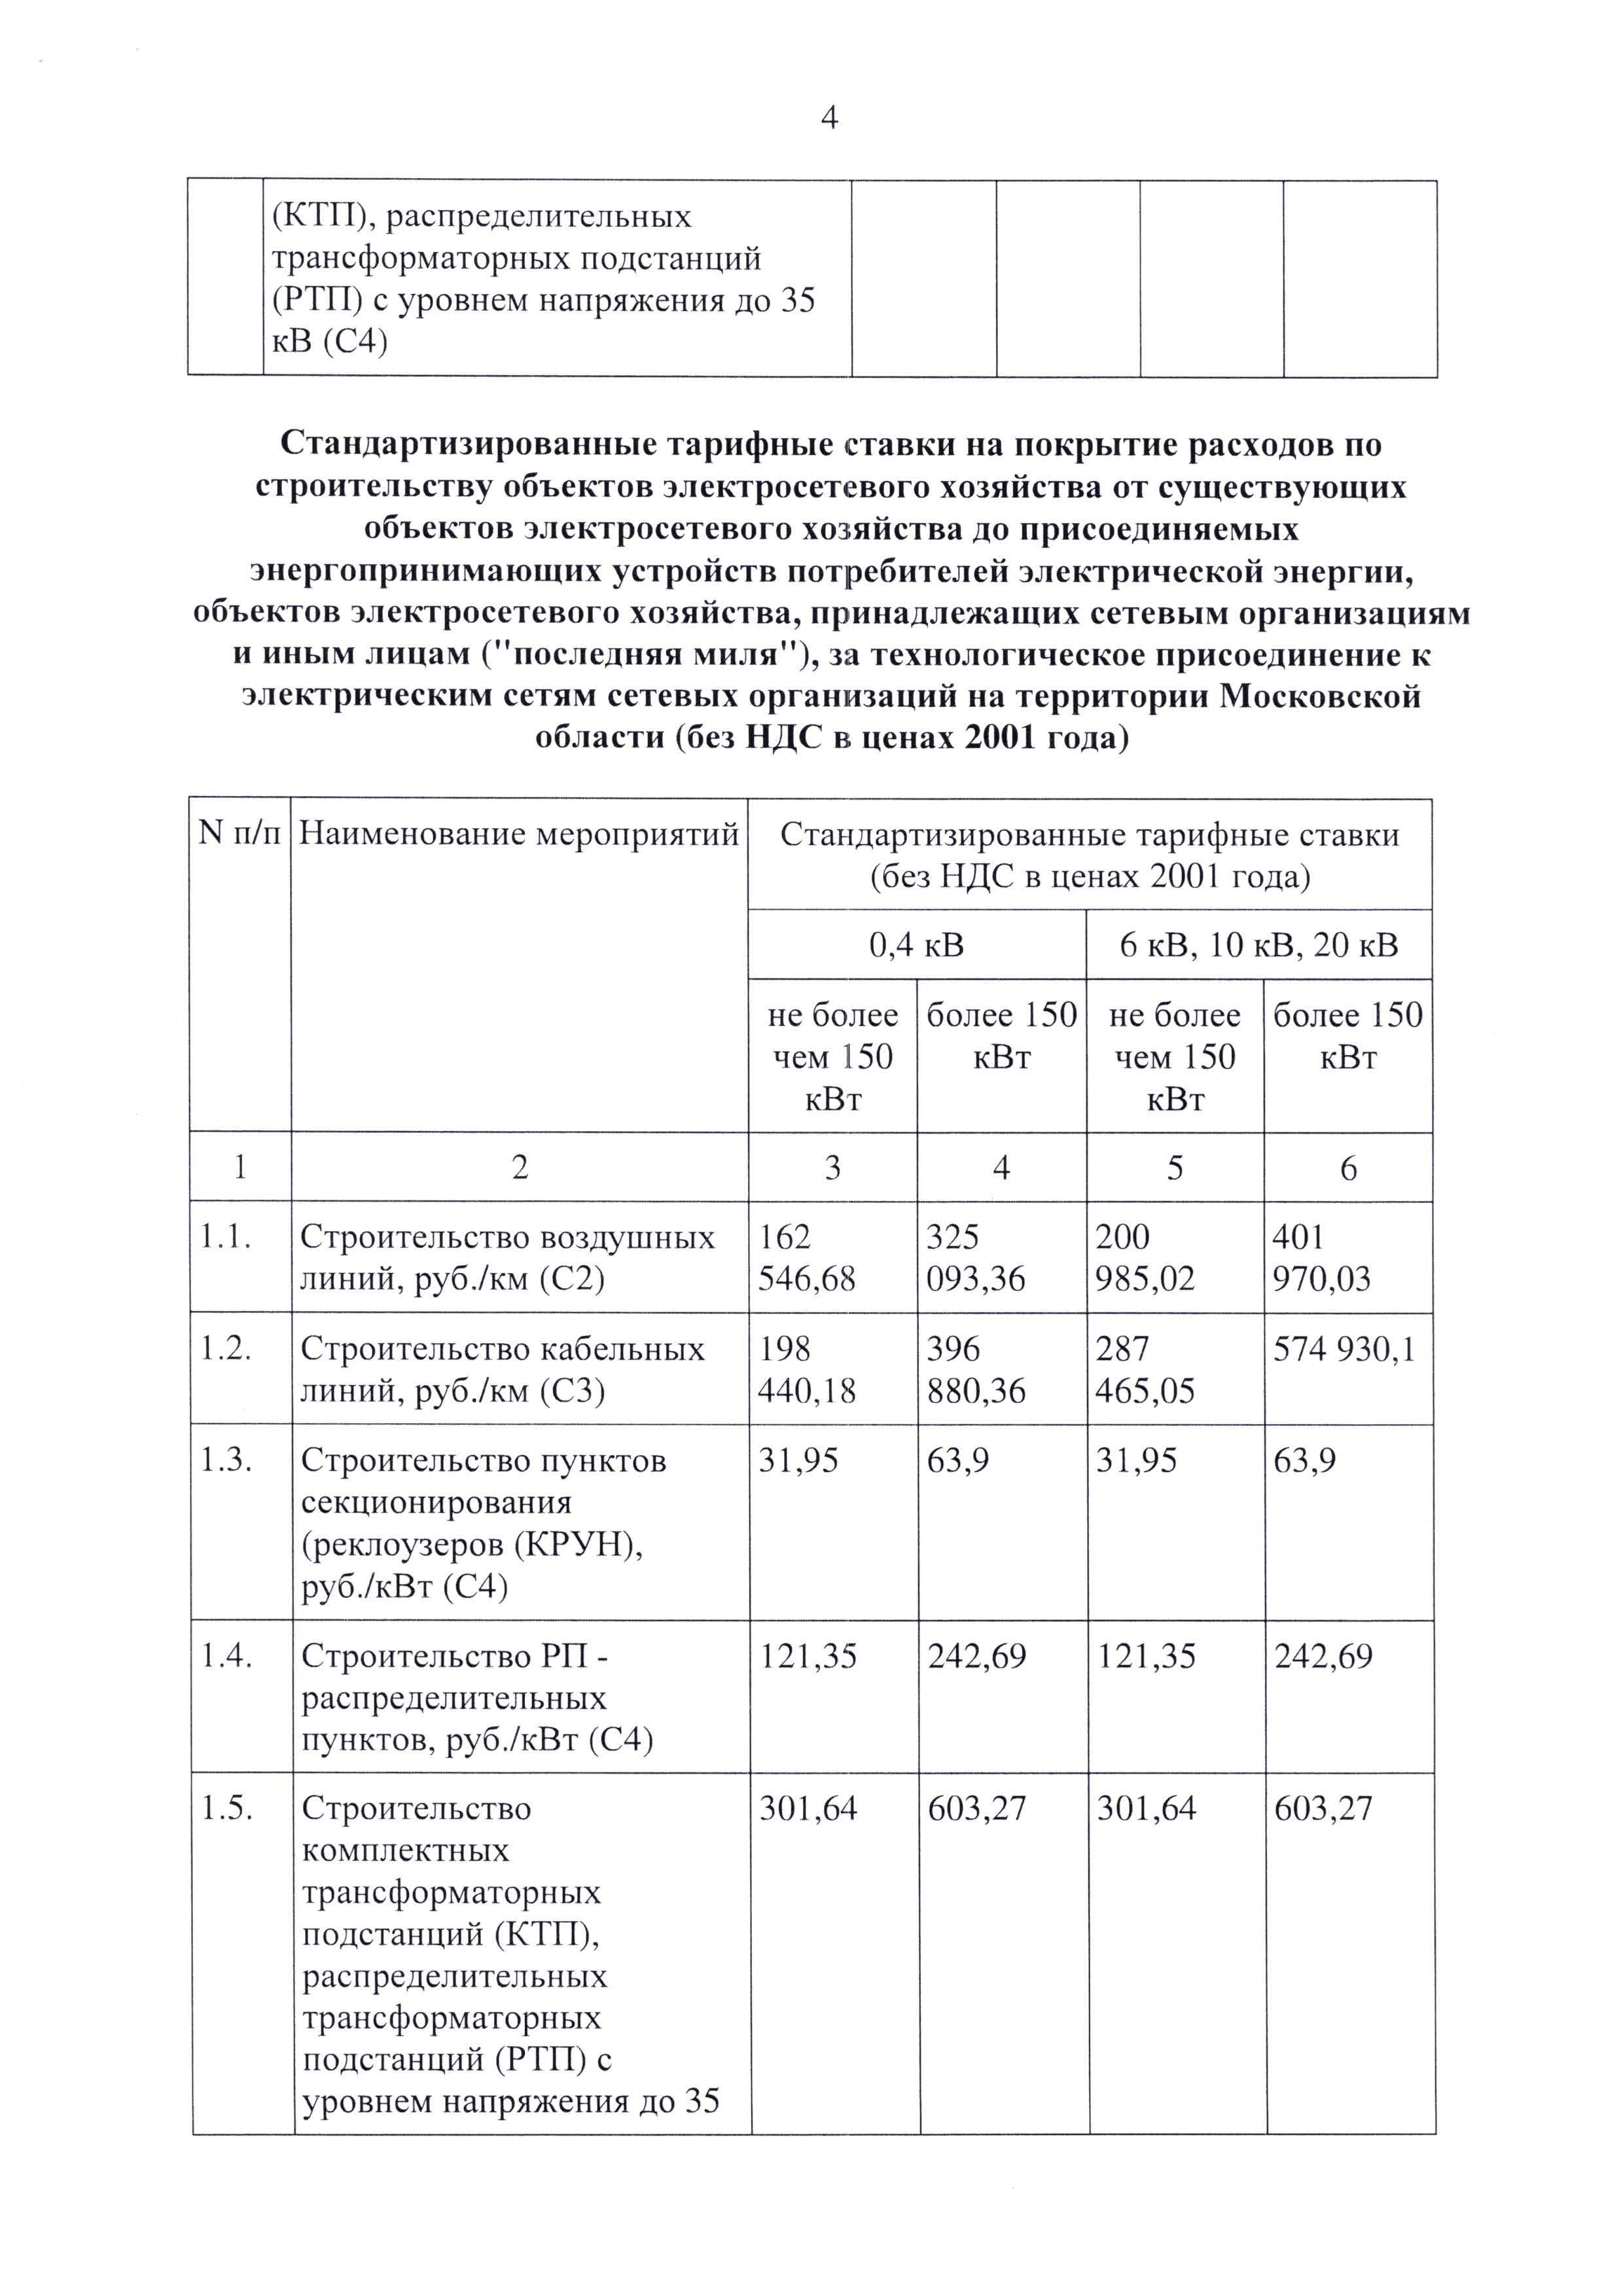 4
(КТП), распределительных
трансформаторных подстанций
(РТП) с уровнем напряжения до 35
кВ (С4)
Стандартизированные тарифные ставки на покрытие расходов по
строительству объектов электросетевого хозяйства от существующих
объектов электросетевого хозяйства до присоединяемых
энергопринимающих устройств потребителей электрической энергии,
объектов электросетевого хозяйства, принадлежащих сетевым организациям
и иным лицам ("последняя миля"), за технологическое присоединение к
электрическим сетям сетевых организаций на территории Московской
области (без НДС в ценах 2001 года)
N п/п Наименование мероприятий Стандартизированные тарифные ставки
(без НДС в ценах 2001 года)
0,4 кВ 6 кВ, 10 кВ, 20 кВ
не более более 150 не более более 150
чем 150 кВт чем 150 кВт
кВт кВт
1 2 3 4 5 6
1.1. Строительство воздушных 162 325 200 401
линий, руб./км (С2) 546,68 093,36 985,02 970,03
1.2. Строительство кабельных 198 396 287 574 930,1
линий, руб./км (С3) 440,18 880,36 465,05
1.3. Строительство пунктов 31,95 63,9 31,95 63,9
секционирования
(реклоузеров (КРУН),
руб./кВт (С4)
1.4. Строительство РП - 121,35 242,69 121,35 242,69
распределительных
пунктов, руб./кВт (С4)
1.5. Строительство 301,64 603,27 301,64 603,27
комплектных
трансформаторных
подстанций (КТП),
распределительных
трансформаторных
подстанций (РТП) с
уровнем напряжения до 35